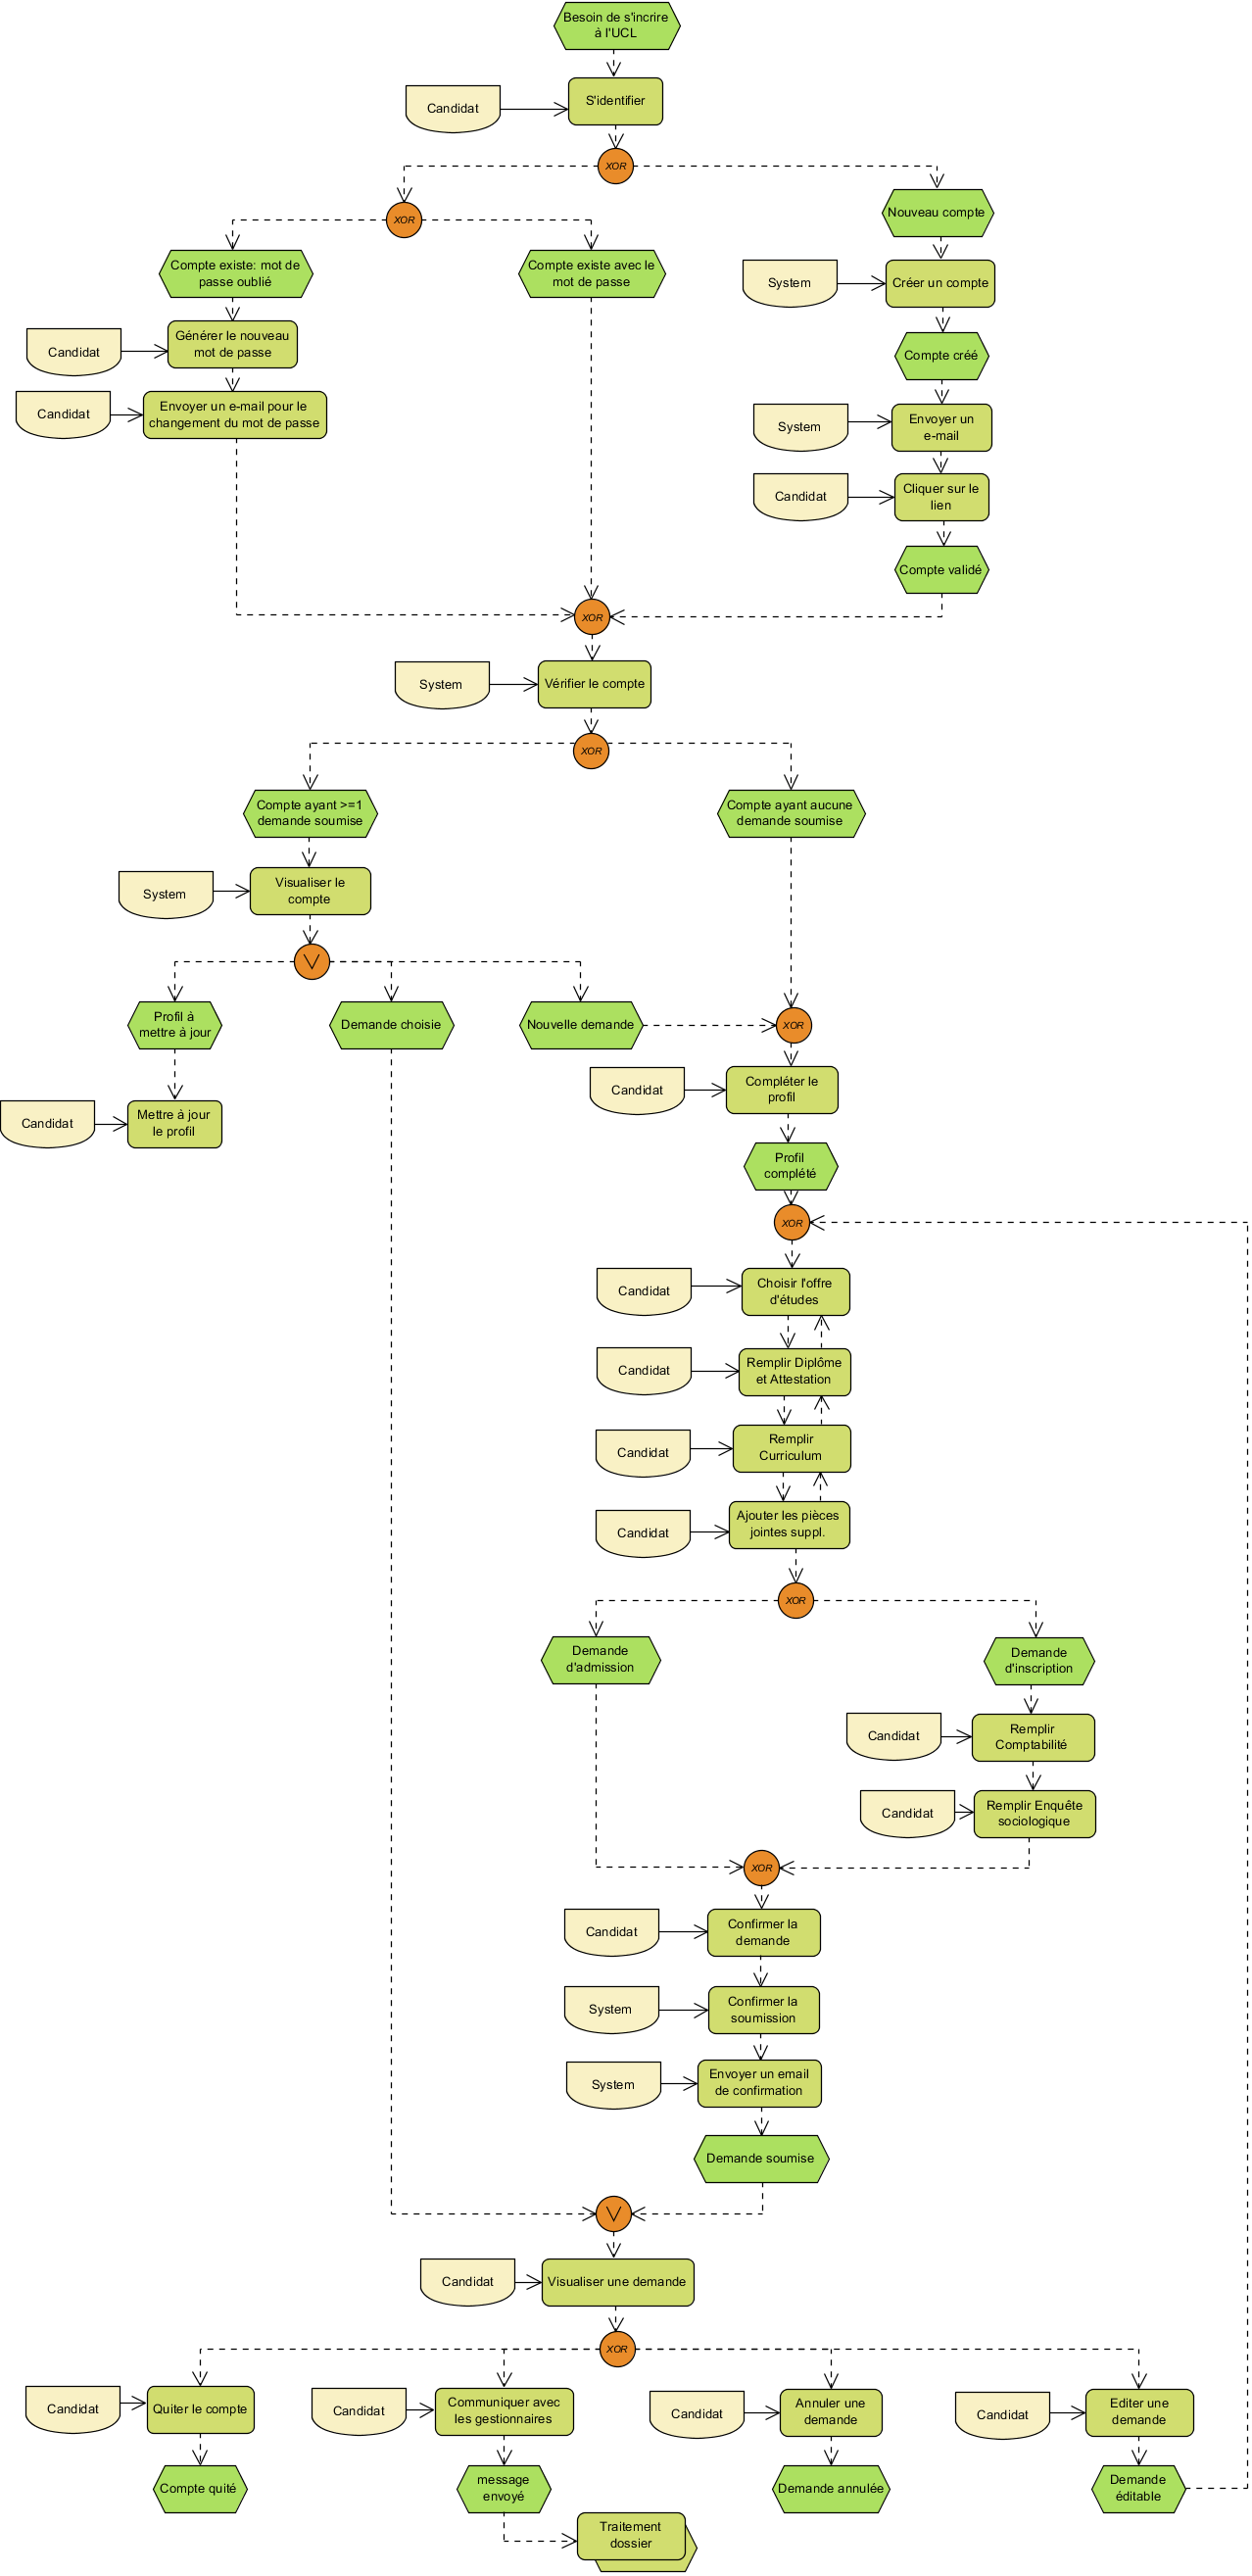 Besoin de s'incrire
à l'UCL
Candidat
S'identifier
XOR
XOR
Nouveau compte
Compte existe: mot de
passe oublié
Compte existe avec le
mot de passe
System
Créer un compte
Candidat
Générer le nouveau
mot de passe
Compte créé
Candidat
Envoyer un e-mail pour le
changement du mot de passe
System
Envoyer un
e-mail
Candidat
Cliquer sur le
lien
Compte validé
XOR
System
Vérifier le compte
XOR
Compte ayant >=1
demande soumise
Compte ayant aucune
demande soumise
System
Visualiser le
compte
Profil à
mettre à jour
Demande choisie
Nouvelle demande
XOR
Candidat
Compléter le
profil
Candidat
Mettre à jour
le profil
Profil
complété
XOR
Candidat
Choisir l'offre
d'études
Candidat
Remplir Diplôme
et Attestation
Candidat
Remplir
Curriculum
Candidat
Ajouter les pièces
jointes suppl.
XOR
Demande
d'admission
Demande
d'inscription
Candidat
Remplir
Comptabilité
Candidat
Remplir Enquête
sociologique
XOR
Candidat
Confirmer la
demande
System
Confirmer la
soumission
System
Envoyer un email
de confirmation
Demande soumise
Candidat
Visualiser une demande
XOR
Candidat
Quiter le compte
Candidat
Communiquer avec
les gestionnaires
Candidat
Annuler une
demande
Candidat
Editer une
demande
Compte quité
message
envoyé
Demande annulée
Demande
éditable
Traitement
dossier